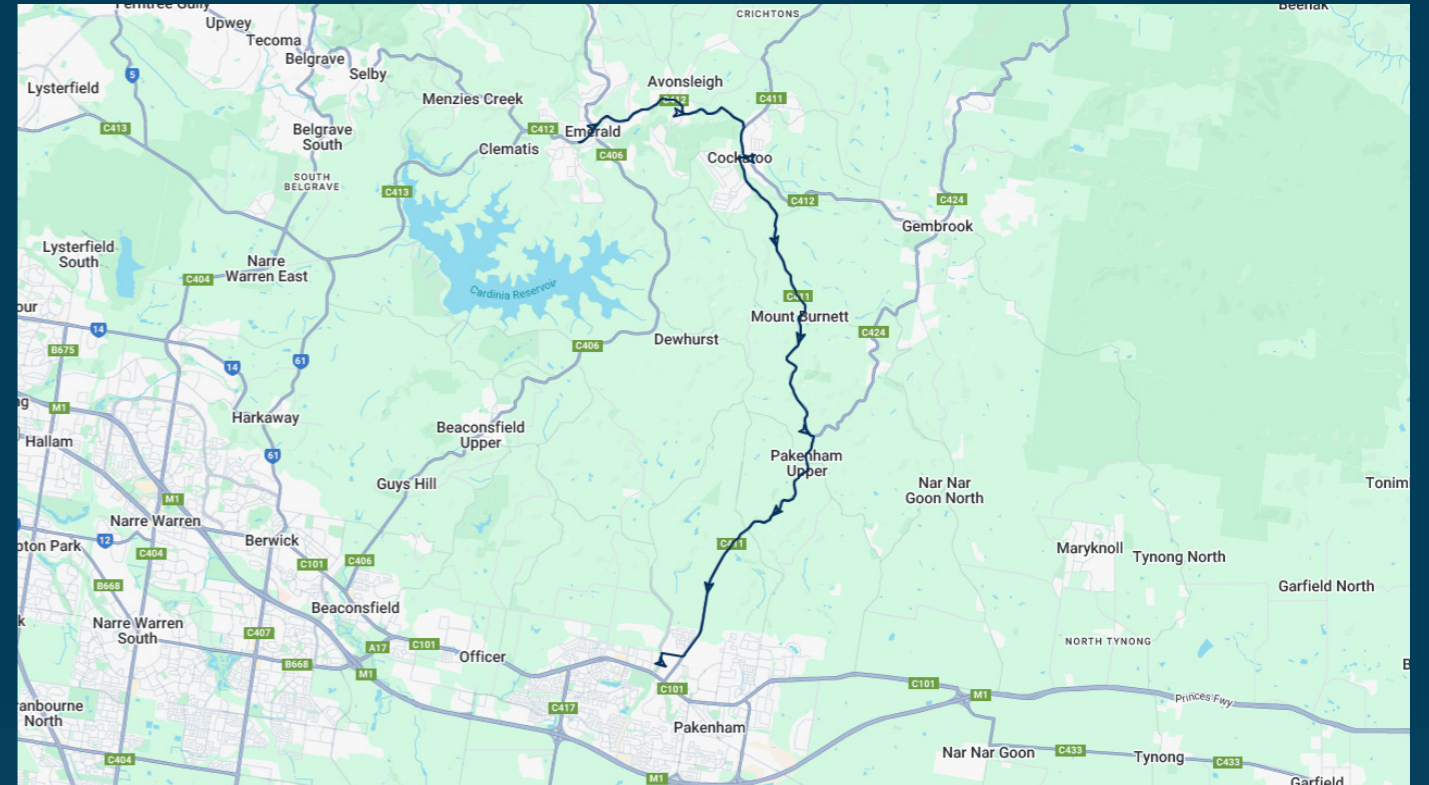 Ferntree Gully
CRICHTONS
Beenak
Upwey
Tecoma
Belgrave
Selby
5
Lysterfield
Avonsleigh
Menzies Creek
C412
C411
C413
Belgrave
South
C412
Emerald
Clematis
C406
Cockatoo
SOUTH
BELGRAVE
C413
C412
C424
Gembrook
Lysterfield
South
Narre
Warren East
C404
Cardinia Reservoir
C411
our
Mount Burnett
14
B675
C406
Dewhurst
C424
61
14
M1
Harkaway
Beaconsfield
Upper
Hallam
61
Pakenham
Upper
Guys Hill
Nar Nar
Goon North
Tonim
M1
Narre Warren
12
pton Park
C404
Berwick
C101
C406
C411
Maryknoll
Tynong North
B668
Garfield North
Beaconsfield
k
Narre Warren
South
C407
A17
C101
NORTH TYNONG
Officer
B668
M1
B
C101
C101
M1
Princes Fwy
ranbourne
North
C417
Pakenham
C404
Nar Nar Goon
C433
Tynong
C433
M1
Garfield